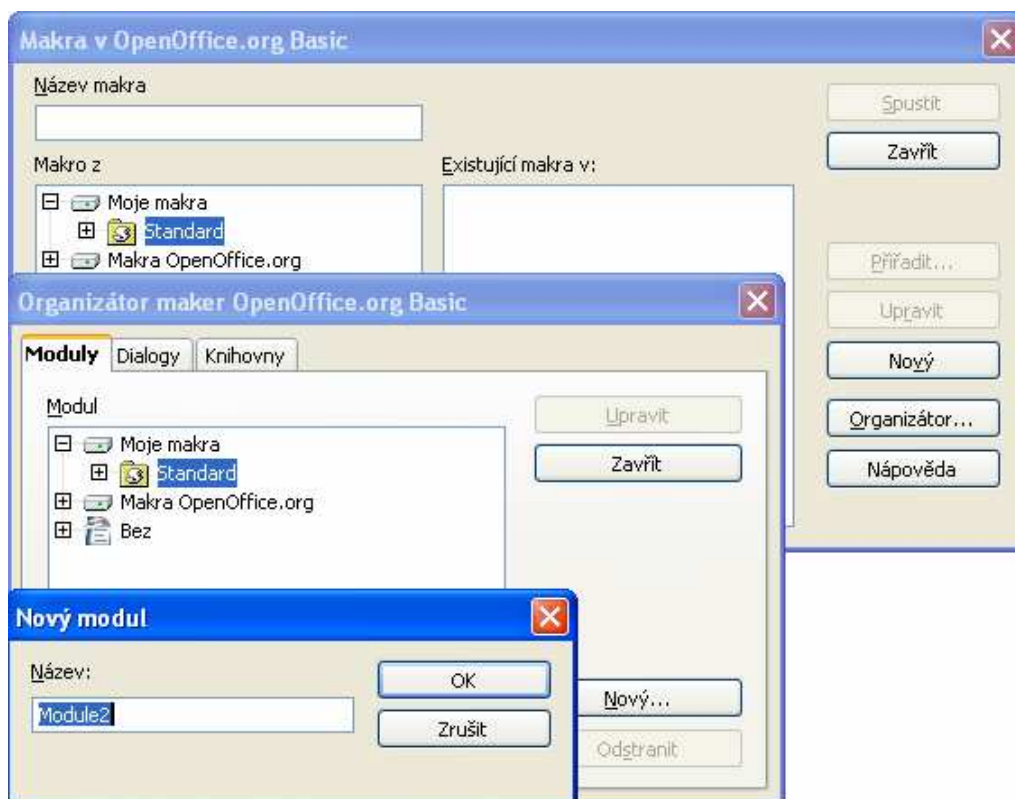 Makra v OpenOffice.org Basic
Název makra
Spustit
Zavřít
Makro z
Existující makra v:
Moje makra
Standard
Makra OpenOffice.org
Přiřadit...
Upravit
Nový
Organizátor...
Nápověda
Organizátor maker OpenOffice.org Basic
Moduly
Dialogy
Knihovny
Modul
Moje makra
Standard
Makra OpenOffice.org
Bez
Upravit
Zavřít
Nový...
Odstranit
Nový modul
Název:
Module2
OK
Zrušit